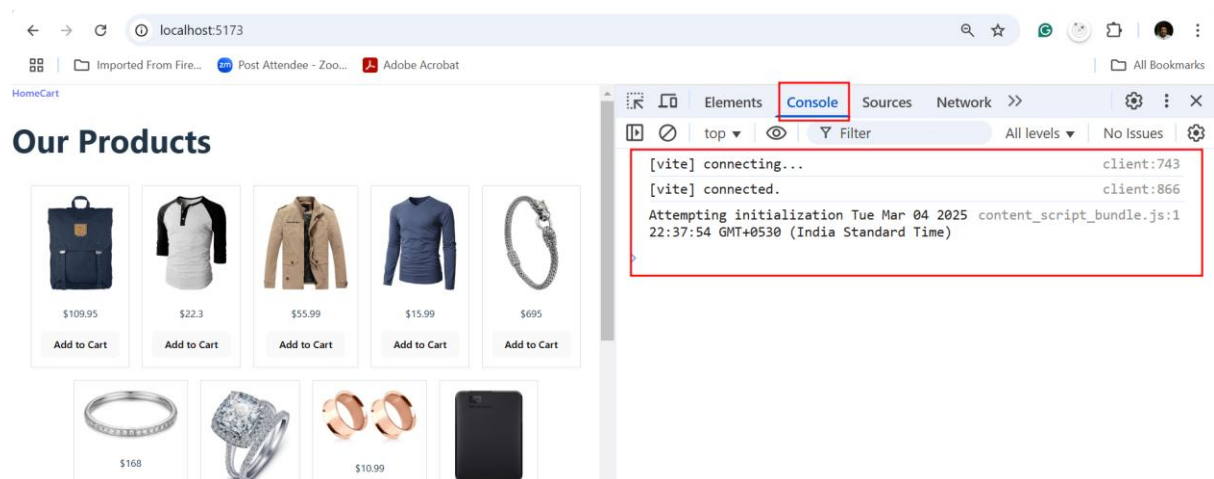 localhost:5173
Imported From Fire...
zm Post Attendee - Zoo...
Adobe Acrobat
All Bookmarks
HomeCart
Our Products
$109.95
$22.3
$55.99
$15.99
$695
Add to Cart
Add to Cart
Add to Cart
Add to Cart
Add to Cart
$168
$10.99
Elements Console Sources Network
top
Filter
All levels
No Issues
[vite] connecting... client:743
[vite] connected. client:866
Attempting initialization Tue Mar 04 2025 content_script_bundle.js:1
22:37:54 GMT+0530 (India Standard Time)